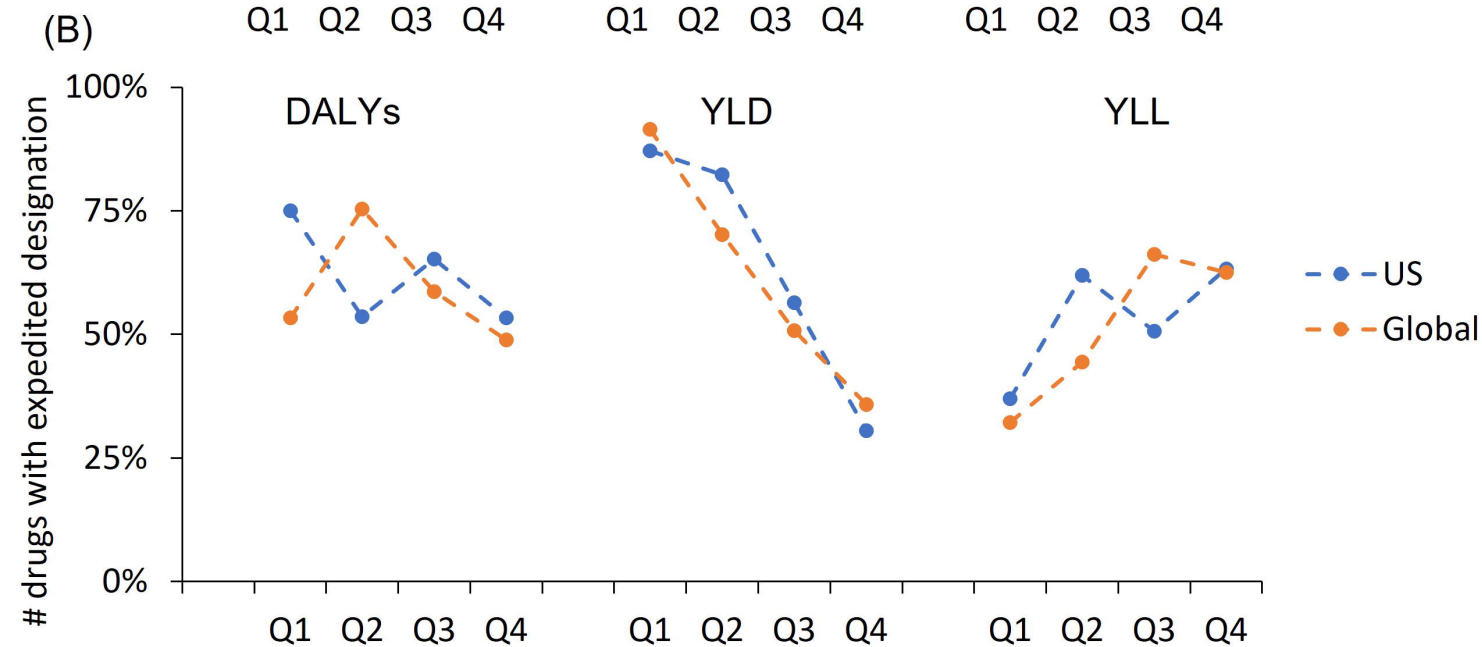 Q1 Q2 Q3 Q4 Q1 Q2 Q3 Q4 Q1 Q2 Q3 Q4
(B)
# drugs with expedited designation
100%
75%
50%
25%
0%
DALYs YLD YLL
US
Global
Q1 Q2 Q3 Q4 Q1 Q2 Q3 Q4 Q1 Q2 Q3 Q4